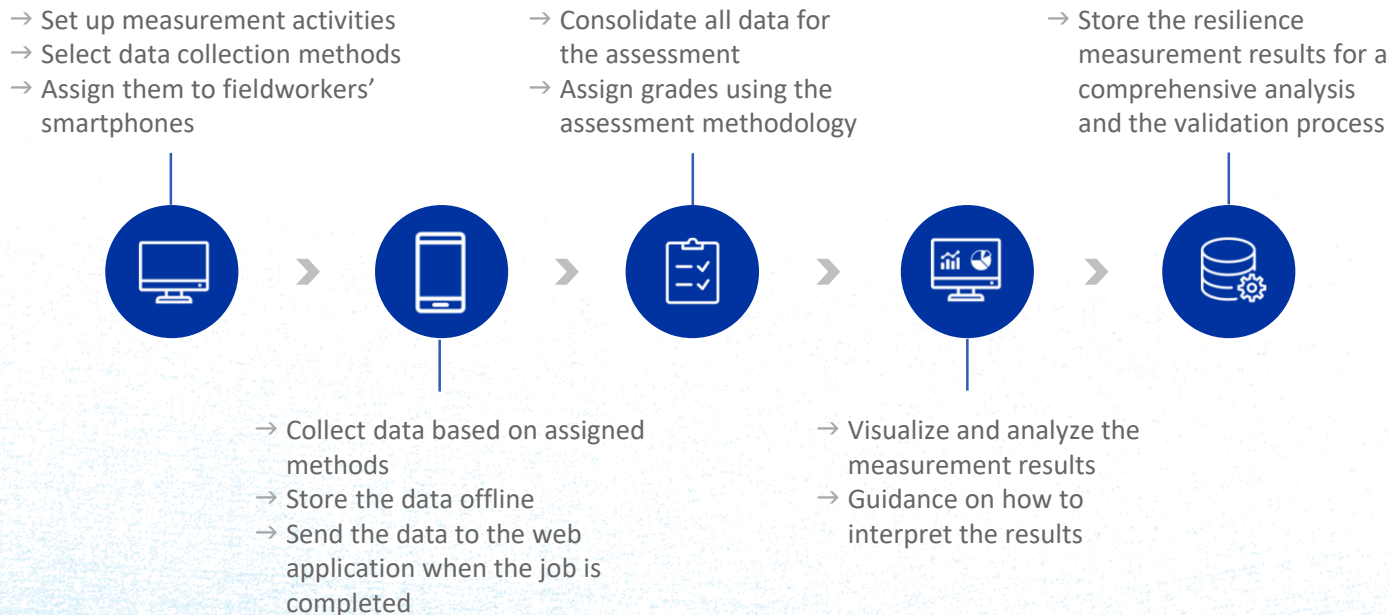 → Set up measurement activities
→ Select data collection methods
→ Assign them to fieldworkers’
smartphones
→ Consolidate all data for
the assessment
→ Assign grades using the
assessment methodology
→ Store the resilience
measurement results for a
comprehensive analysis
and the validation process
→ Collect data based on assigned
methods
→ Store the data offline
→ Send the data to the web
application when the job is
completed
→ Visualize and analyze the
measurement results
→ Guidance on how to
interpret the results